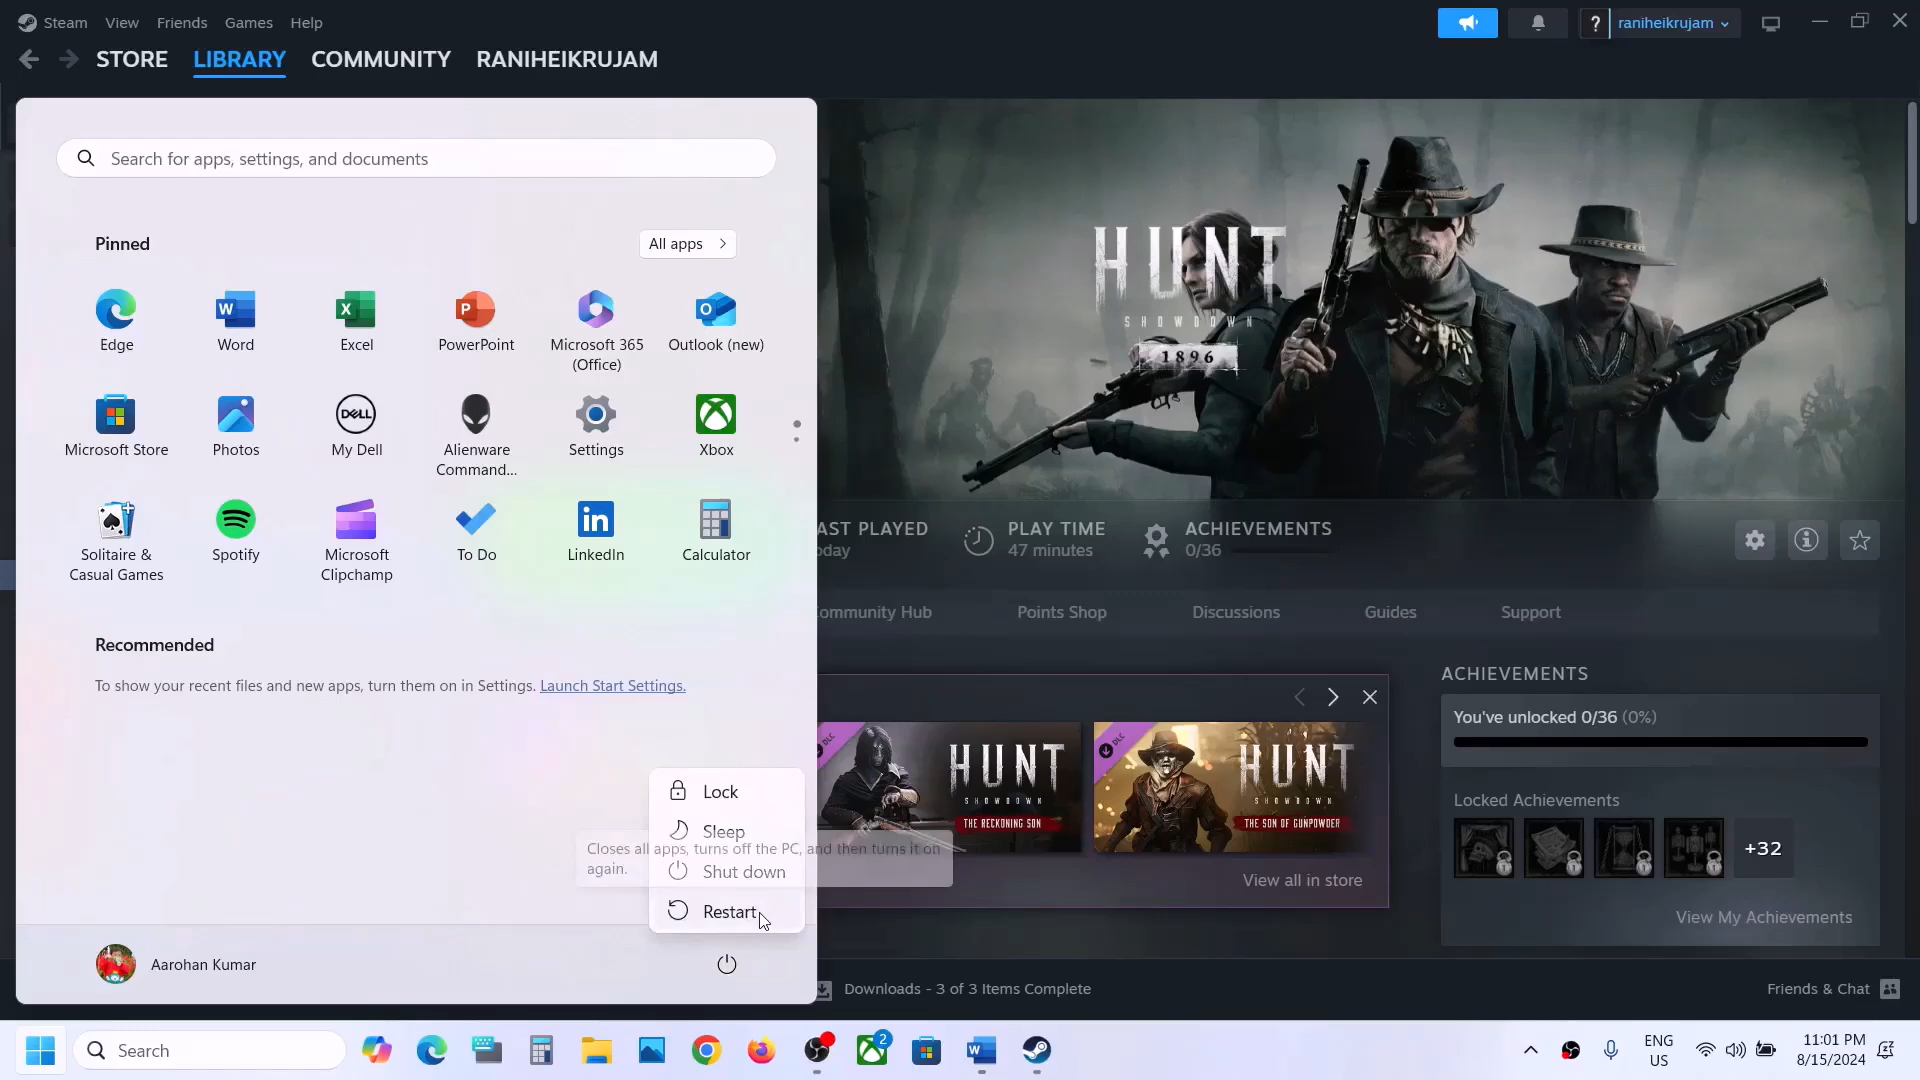 Steam View Friends Games Help
? raniheikrujam
STORE LIBRARY COMMUNITY RANIHEIKRUJAM
Search for apps, settings, and documents
Pinned
All apps
Edge
Word
Excel
PowerPoint
Microsoft 365
(Office)
Outlook (new)
Microsoft Store
Photos
My Dell
Alienware
Command...
Settings
Xbox
Solitaire &
Casual Games
Spotify
Microsoft
Clipchamp
To Do
LinkedIn
Calculator
Recommended
To show your recent files and new apps, turn them on in Settings. Launch Start Settings.
Lock
Sleep
Closes all apps, turns off the PC, and then turns it on
again.
Shut down
Restart
Aarohan Kumar
HUNT
SHOWDOWN
1896
AST PLAYED
oday
PLAY TIME
47 minutes
ACHIEVEMENTS
0/36
ommunity Hub Points Shop Discussions Guides Support
DLC
HUNT
SHOWDOWN
THE RECKONING SON
DLC
HUNT
SHOWDOWN
THE SON OF GUNPOWDER
View all in store
ACHIEVEMENTS
You've unlocked 0/36 (0%)
Locked Achievements
+32
View My Achievements
Downloads - 3 of 3 Items Complete
Friends & Chat
Search
2
ENG
US
11:01 PM
8/15/2024